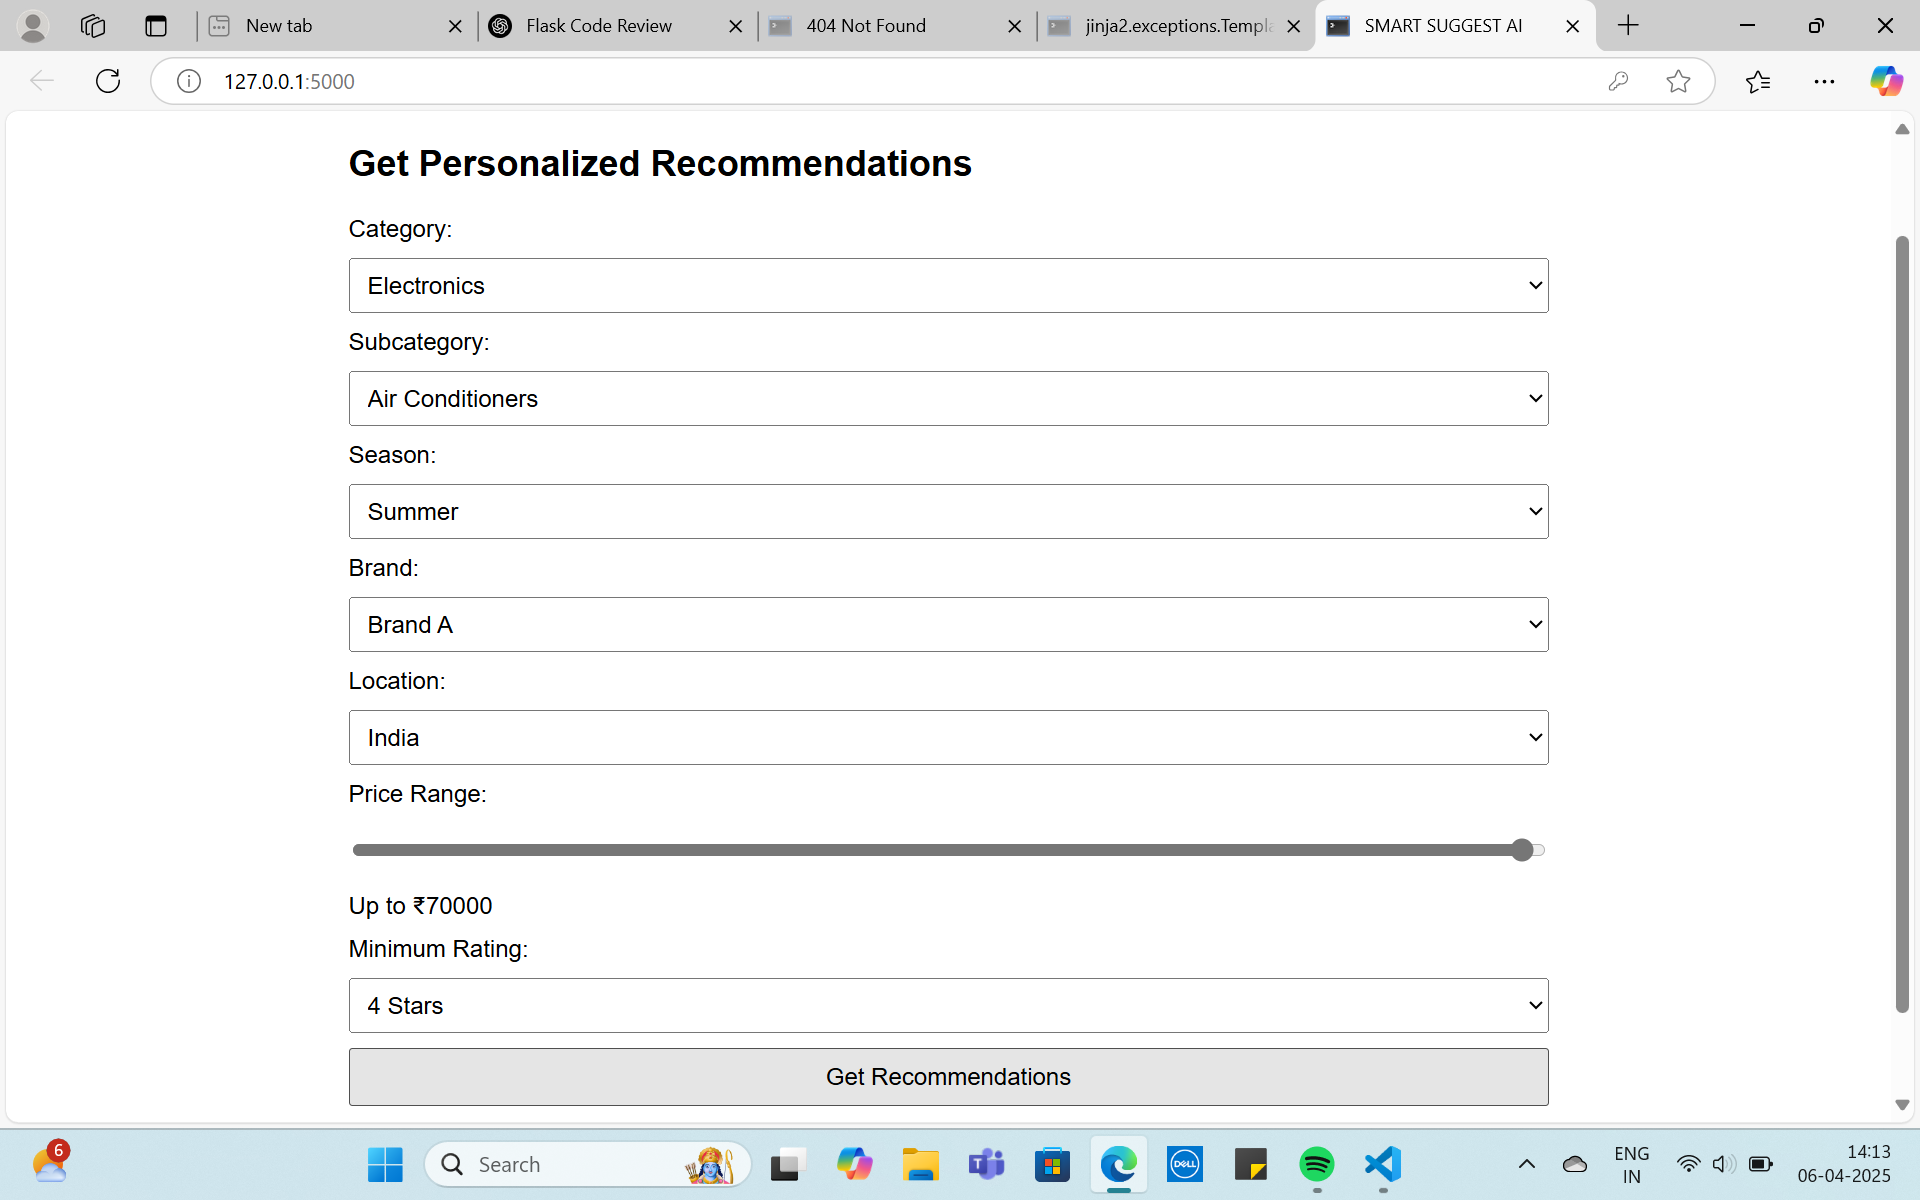 New tab
Flask Code Review
404 Not Found
jinja2.exceptions.Templa
SMART SUGGEST AI
127.0.0.1:5000
Get Personalized Recommendations
Category:
Electronics
Subcategory:
Air Conditioners
Season:
Summer
Brand:
Brand A
Location:
India
Price Range:
Up to ₹70000
Minimum Rating:
4 Stars
Get Recommendations
6
Search
DELL
ENG
IN
14:13
06-04-2025